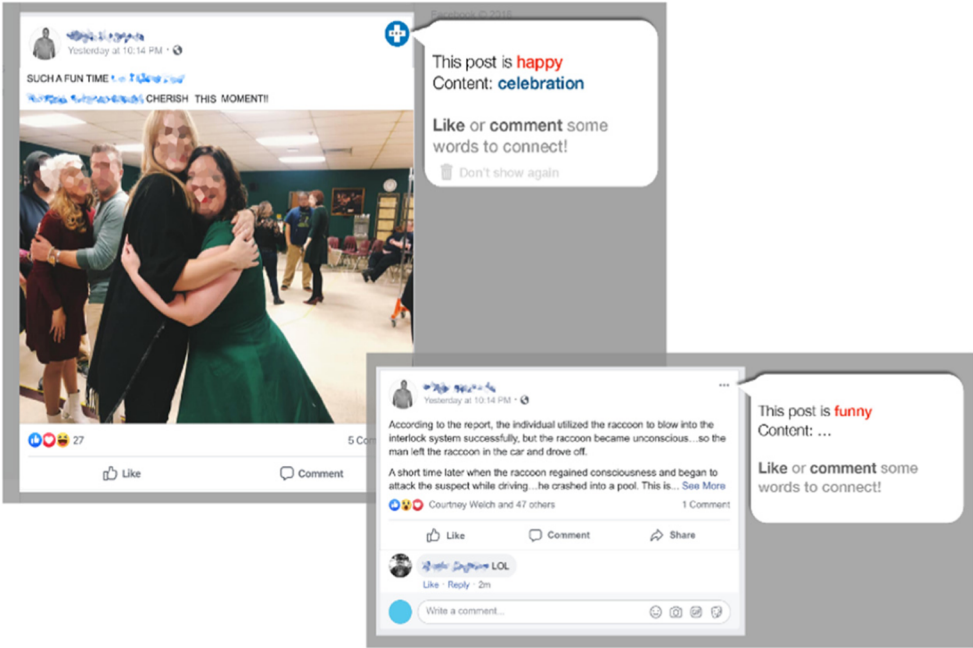 Facebook © 2018
Yesterday at 10:14 PM ·
SUCH A FUN TIME
CHERISH THIS MOMENT!!
This post is happy
Content: celebration
Like or comment some
words to connect!
Don't show again
27
5 Com
Like
Comment
Yesterday at 10:14 PM ·
According to the report, the individual utilized the raccoon to blow into the
interlock system successfully, but the raccoon became unconscious...so the
man left the raccoon in the car and drove off.
A short time later when the raccoon regained consciousness and began to
attack the suspect while driving...he crashed into a pool. This is... See More
Courtney Welch and 47 others
1 Comment
Like
Comment
Share
LOL
Like · Reply · 2m
Write a comment...
This post is funny
Content: ...
Like or comment some
words to connect!